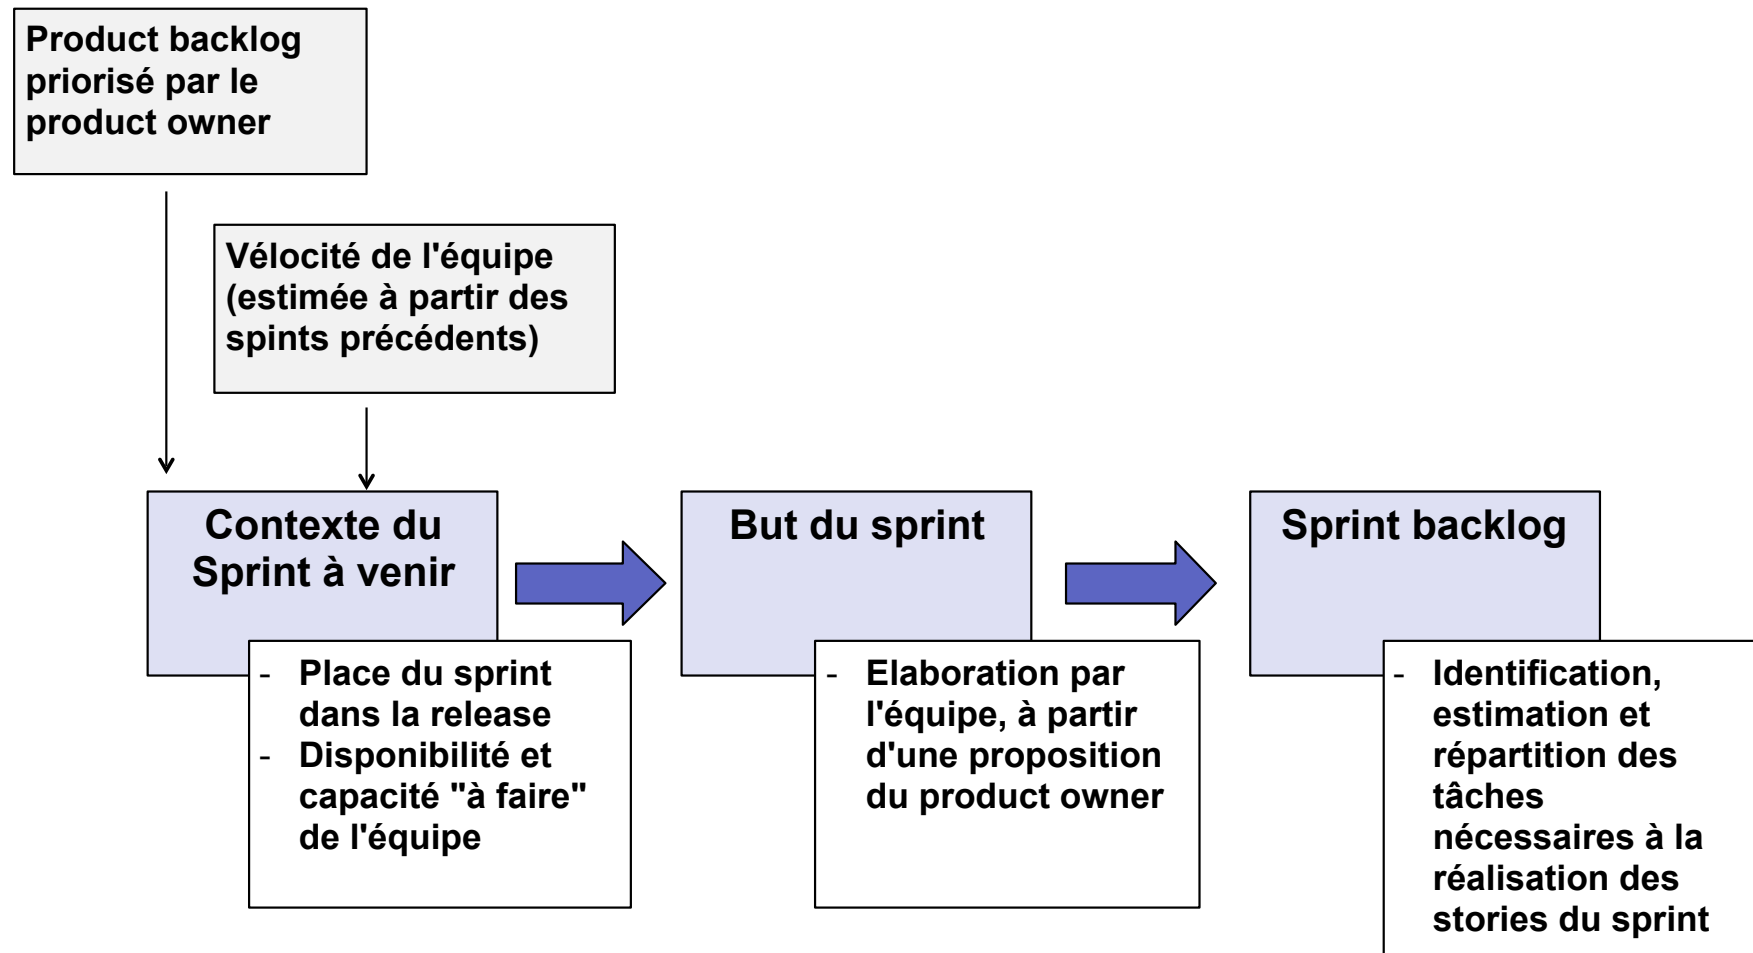 Product backlog
priorisé par le
product owner
Vélocité de l'équipe
(estimée à partir des
spints précédents)
Contexte du
Sprint à venir
- Place du sprint
dans la release
- Disponibilité et
capacité "à faire"
de l'équipe
But du sprint
- Elaboration par
l'équipe, à partir
d'une proposition
du product owner
Sprint backlog
- Identification,
estimation et
répartition des
tâches
nécessaires à la
réalisation des
stories du sprint